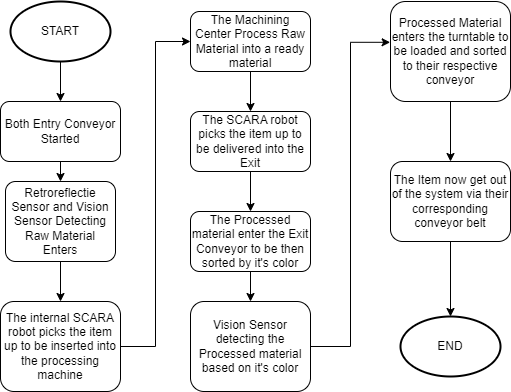 START
Both Entry Conveyor
Started
Retroreflectie
Sensor and Vision
Sensor Detecting
Raw Material
Enters
The internal SCARA
robot picks the item
up to be inserted into
the processing
machine
The Machining
Center Process Raw
Material into a ready
material
The SCARA robot
picks the item up to
be delivered into the
Exit
The Processed
material enter the Exit
Conveyor to be then
sorted by it's color
Vision Sensor
detecting the
Processed material
based on it's color
Processed Material
enters the turntable to
be loaded and sorted
to their respective
conveyor
The Item now get out
of the system via their
corresponding
conveyor belt
END